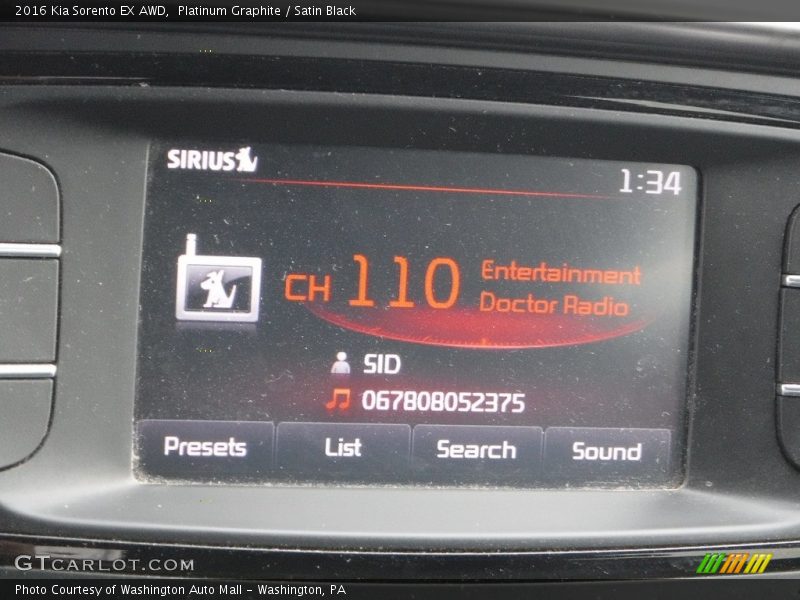 2016 Kia Sorento EX AWD,  Platinum Graphite / Satin Black
SIRIUS
1:34
CH 110
Entertainment
Doctor Radio
SID
067808052375
Presets
List
Search
Sound
GTCARLOT.COM
Photo Courtesy of Washington Auto Mall - Washington, PA